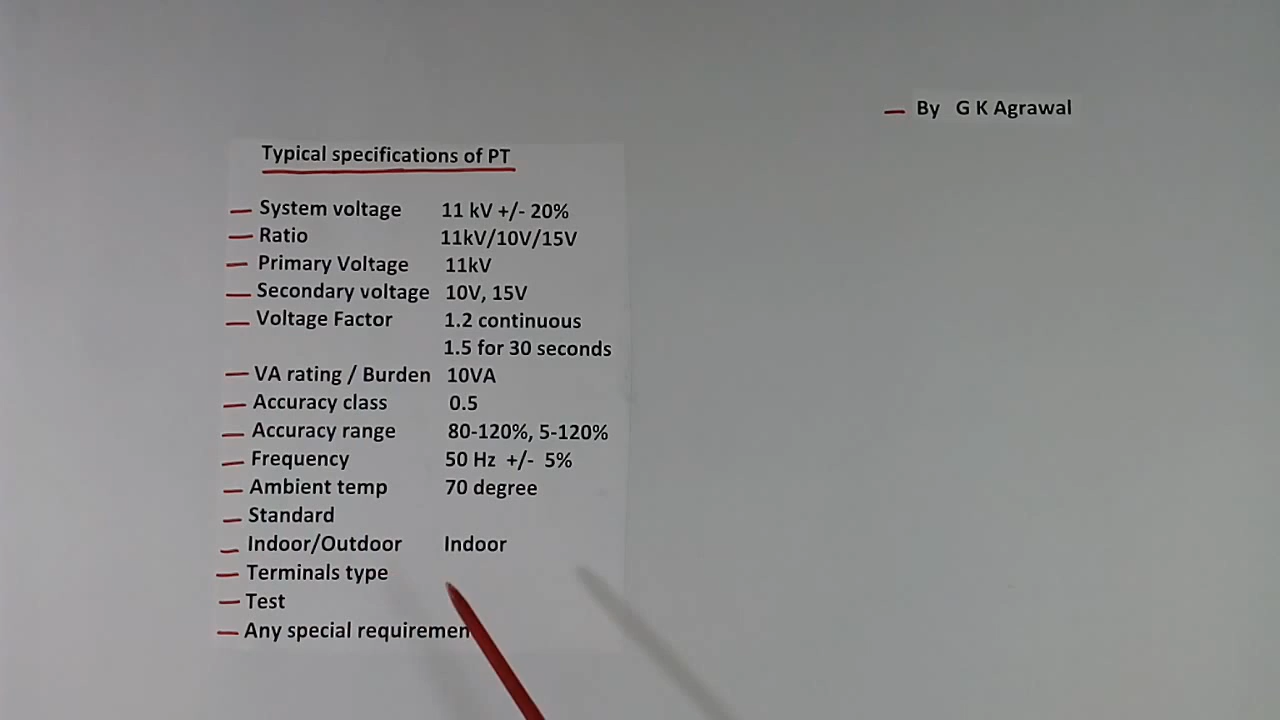 By G K Agrawal
Typical specifications of PT
System voltage 11 kV +/- 20%
Ratio 11kV/10V/15V
Primary Voltage 11kV
Secondary voltage 10V, 15V
Voltage Factor 1.2 continuous
1.5 for 30 seconds
VA rating / Burden 10VA
Accuracy class 0.5
Accuracy range 80-120%, 5-120%
Frequency 50 Hz +/- 5%
Ambient temp 70 degree
Standard
Indoor/Outdoor Indoor
Terminals type
Test
Any special requiremen